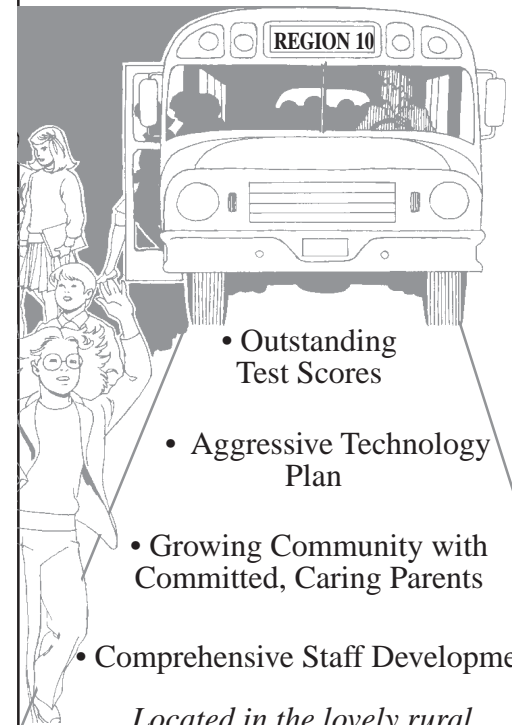 REGION 10
• Outstanding
Test Scores
• Aggressive Technology
Plan
• Growing Community with
Committed, Caring Parents
• Comprehensive Staff Developme
Located in the lovely rural